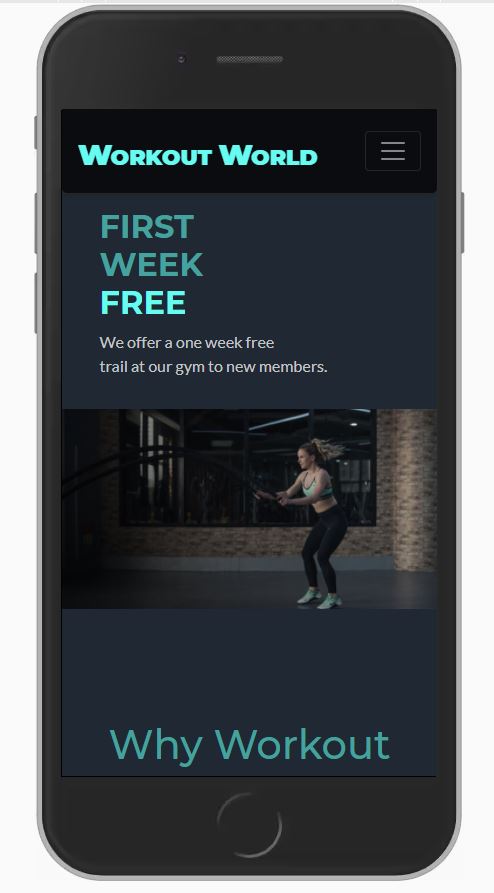 Workout World
FIRST
WEEK
FREE
We offer a one week free
trail at our gym to new members.
Why Workout